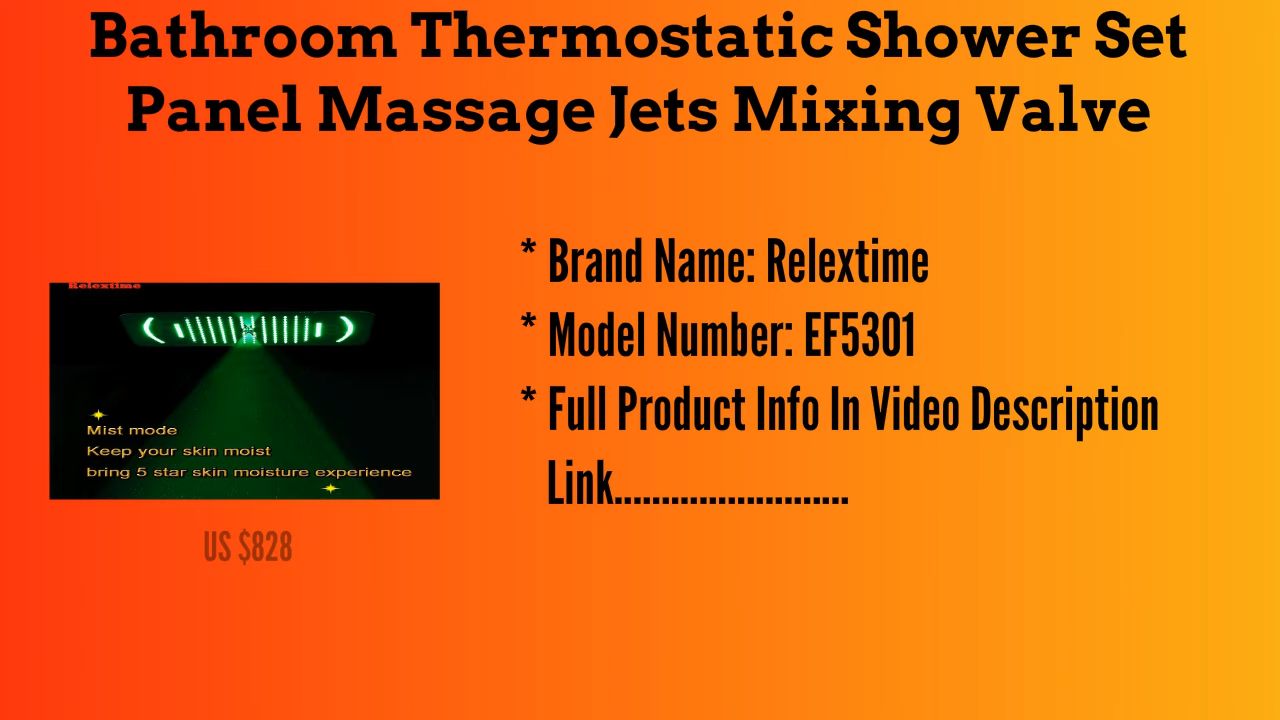 Bathroom Thermostatic Shower Set
Panel Massage Jets Mixing Valve
* Brand Name: Relextime
* Model Number: EF5301
* Full Product Info In Video Description
Link.........................
Relextime
Mist mode
Keep your skin moist
bring 5 star skin moisture experience
US $828